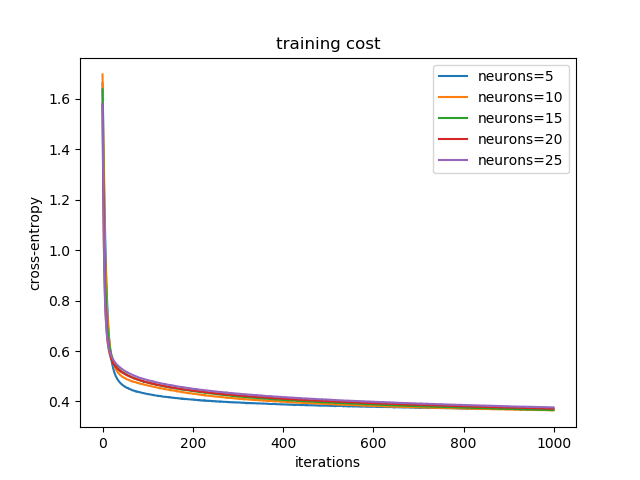 training cost
neurons=5
neurons=10
neurons=15
neurons=20
neurons=25
cross-entropy
1.6
1.4
1.2
1.0
0.8
0.6
0.4
0 200 400 600 800 1000
iterations